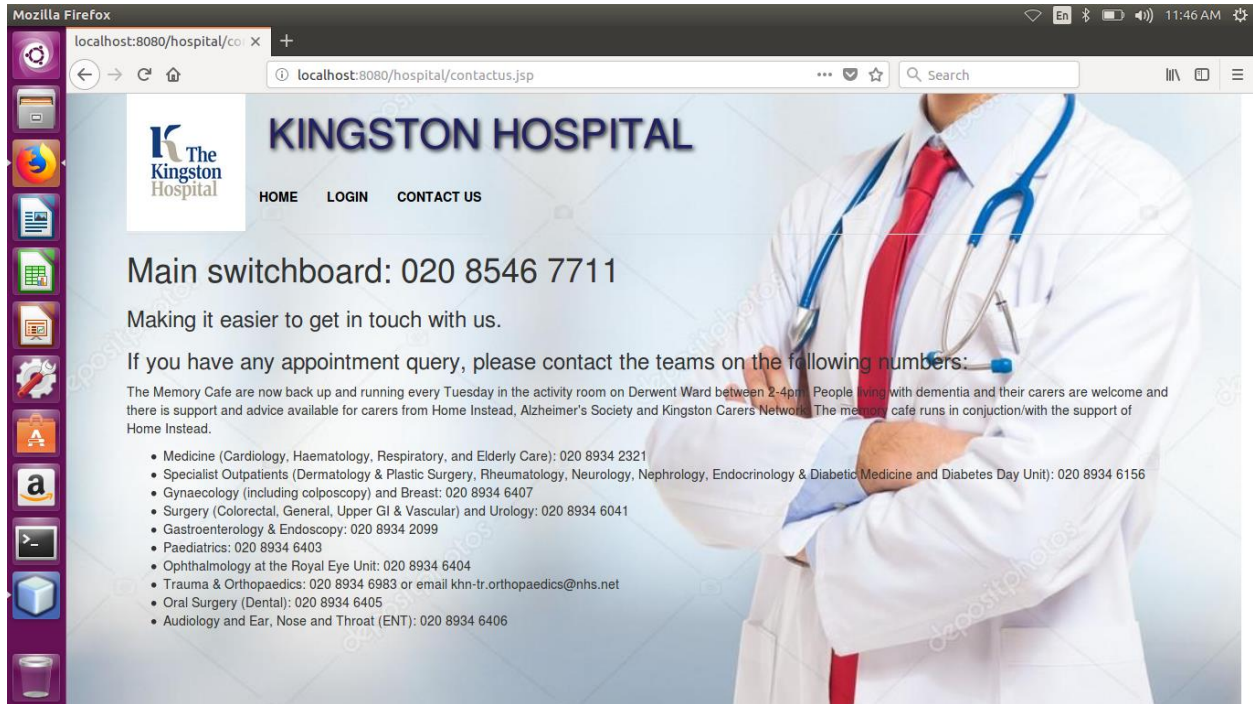 Mozilla Firefox
En
11:46 AM
localhost:8080/hospital/co
localhost:8080/hospital/contactus.jsp
Search
The
Kingston
Hospital
KINGSTON HOSPITAL
HOME LOGIN CONTACT US
Main switchboard: 020 8546 7711
Making it easier to get in touch with us.
If you have any appointment query, please contact the teams on the following numbers:
The Memory Cafe are now back up and running every Tuesday in the activity room on Derwent Ward between 2-4pm. People living with dementia and their carers are welcome and
there is support and advice available for carers from Home Instead, Alzheimer's Society and Kingston Carers Network. The memory cafe runs in conjuction/with the support of
Home Instead.
• Medicine (Cardiology, Haematology, Respiratory, and Elderly Care): 020 8934 2321
• Specialist Outpatients (Dermatology & Plastic Surgery, Rheumatology, Neurology, Nephrology, Endocrinology & Diabetic Medicine and Diabetes Day Unit): 020 8934 6156
• Gynaecology (including colposcopy) and Breast: 020 8934 6407
• Surgery (Colorectal, General, Upper GI & Vascular) and Urology: 020 8934 6041
• Gastroenterology & Endoscopy: 020 8934 2099
• Paediatrics: 020 8934 6403
• Ophthalmology at the Royal Eye Unit: 020 8934 6404
• Trauma & Orthopaedics: 020 8934 6983 or email khn-tr.orthopaedics@nhs.net
• Oral Surgery (Dental): 020 8934 6405
• Audiology and Ear, Nose and Throat (ENT): 020 8934 6406
depositphotos
depositphotos